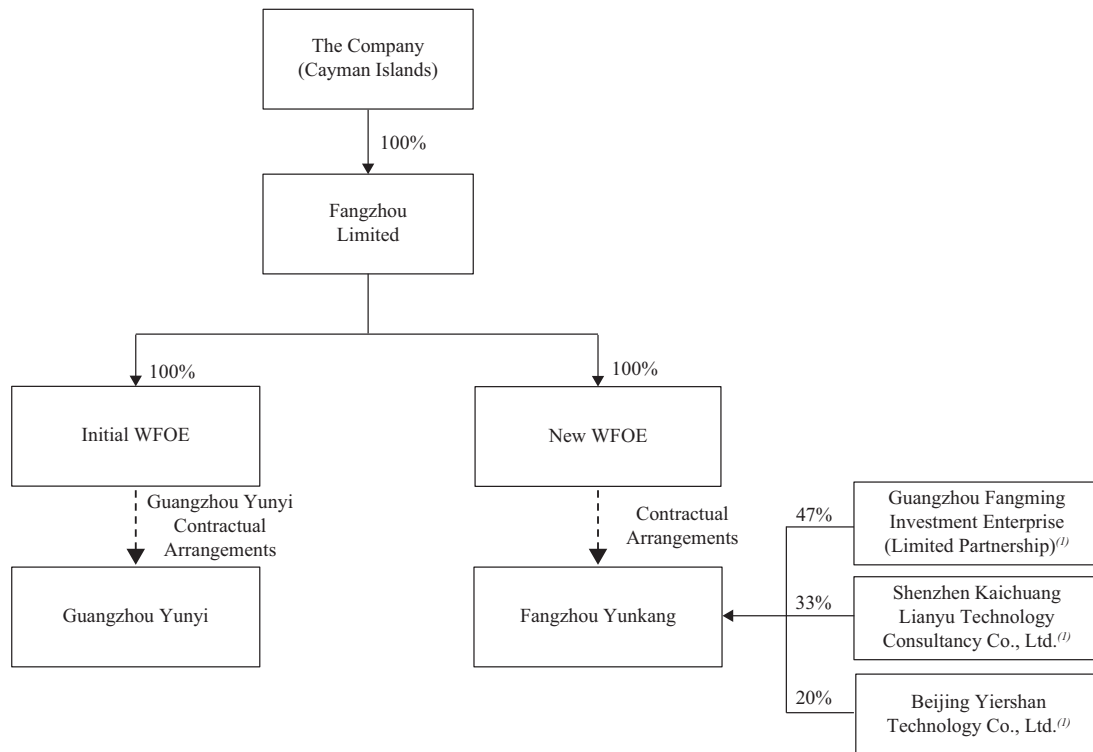 The Company
(Cayman Islands)
100%
Fangzhou
Limited
100%
100%
Initial WFOE
New WFOE
Guangzhou Yunyi
Contractual
Arrangements
Contractual
Arrangements
47%
Guangzhou Fangming
Investment Enterprise
(Limited Partnership)(1)
Guangzhou Yunyi
Fangzhou Yunkang
33%
Shenzhen Kaichuang
Lianyu Technology
Consultancy Co., Ltd.(1)
20%
Beijing Yiershan
Technology Co., Ltd.(1)